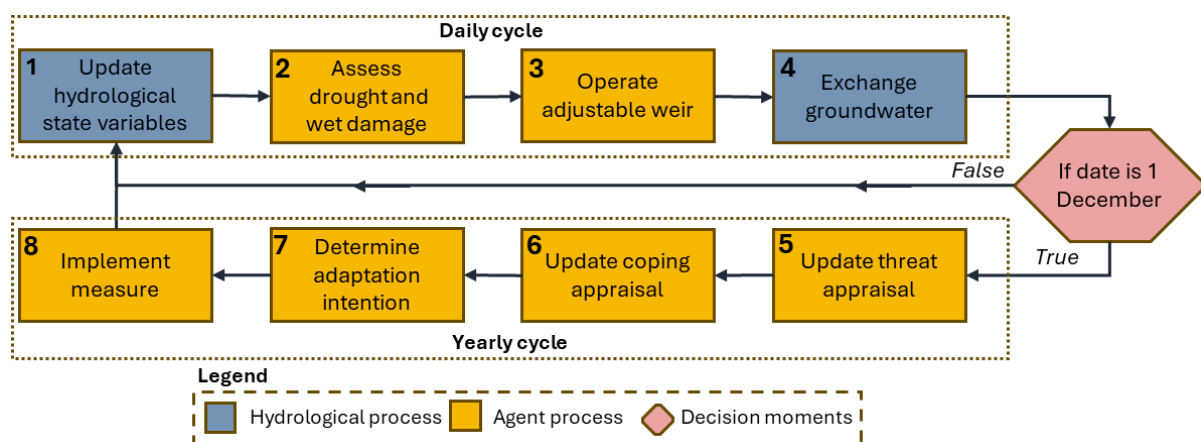 Daily cycle
1
Update
hydrological
state variables
2
Assess
drought and
wet damage
3
Operate
adjustable weir
4
Exchange
groundwater
If date is 1
December
False
True
5
Update threat
appraisal
6
Update coping
appraisal
7
Determine
adaptation
intention
8
Implement
measure
Yearly cycle
Legend
Hydrological process
Agent process
Decision moments